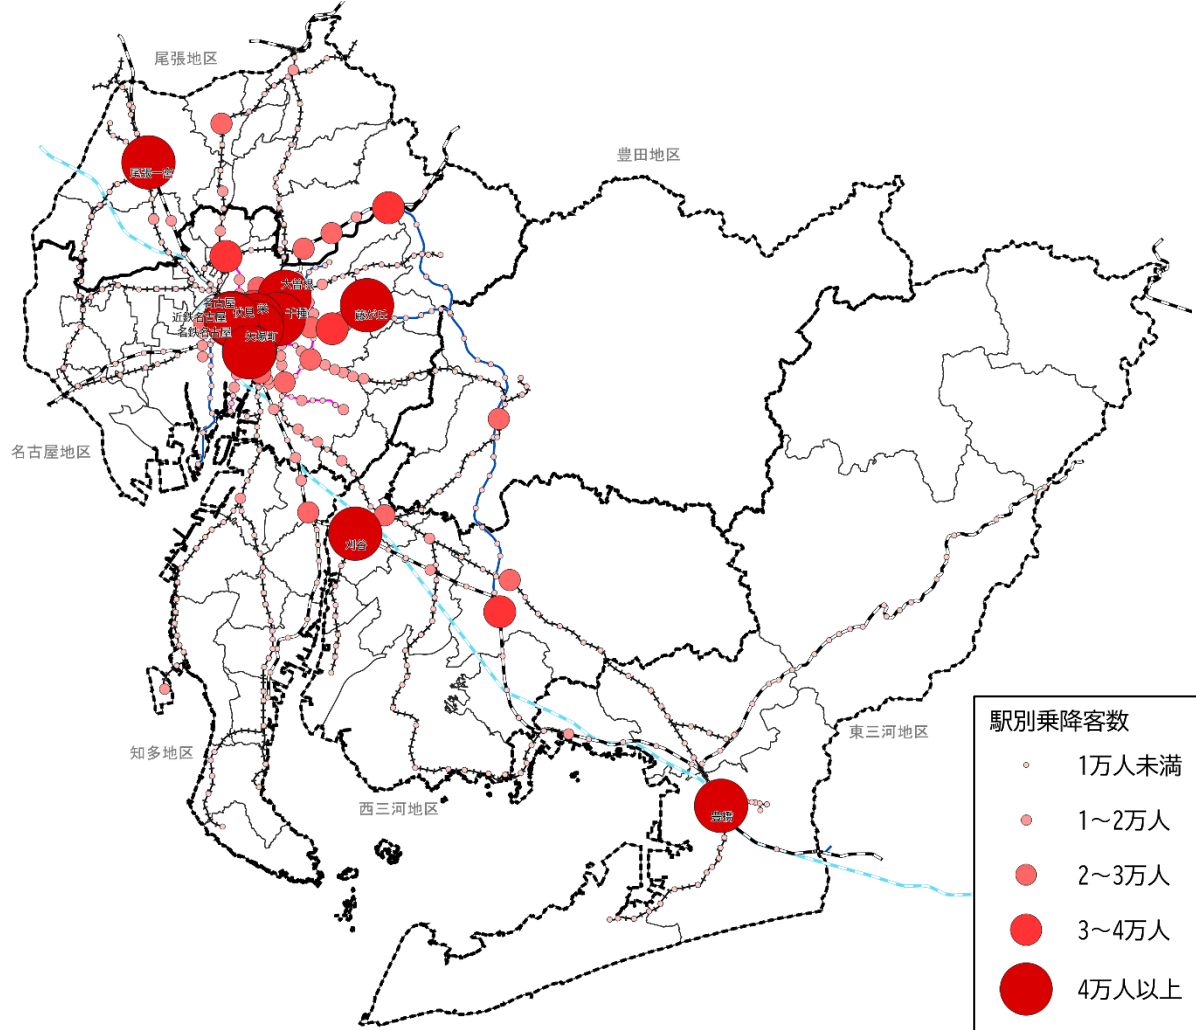 尾張地区
豊田地区
尾張一宮
大曽根
名古屋
栄
伏見
千種
藤が丘
近鉄名古屋
名鉄名古屋
矢場町
名古屋地区
刈谷
知多地区
西三河地区
東三河地区
豊橋
駅別乗降客数
1万人未満
1～2万人
2～3万人
3～4万人
4万人以上